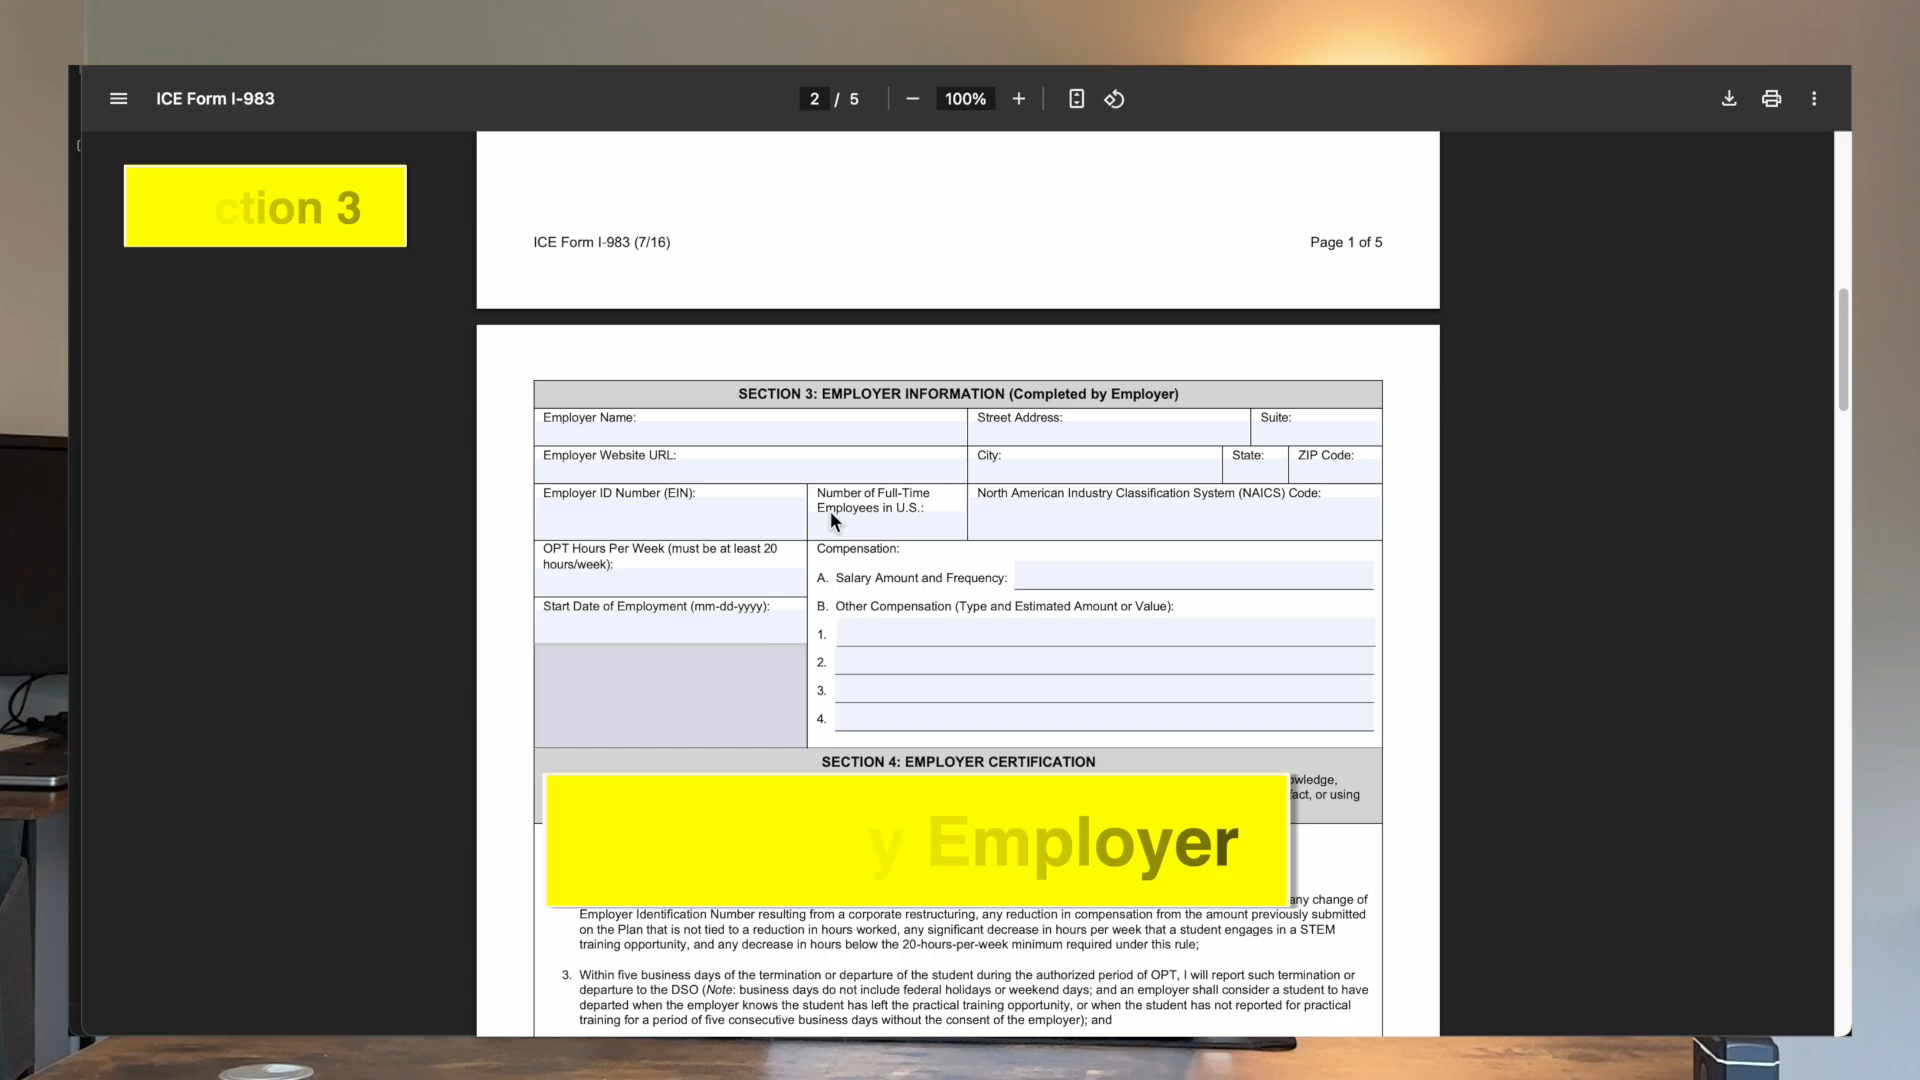 ICE Form I-983
2 / 5
100%
ction 3
ICE Form I-983 (7/16)
Page 1 of 5
SECTION 3: EMPLOYER INFORMATION (Completed by Employer)
Employer Name:
Street Address:
Suite:
Employer Website URL:
City:
State:
ZIP Code:
Employer ID Number (EIN):
Number of Full-Time
Employees in U.S.:
North American Industry Classification System (NAICS) Code:
OPT Hours Per Week (must be at least 20
hours/week):
Compensation:
A. Salary Amount and Frequency:
Start Date of Employment (mm-dd-yyyy):
B. Other Compensation (Type and Estimated Amount or Value):
1.
2.
3.
4.
SECTION 4: EMPLOYER CERTIFICATION
owledge,
fact, or using
y Employer
any change of
Employer Identification Number resulting from a corporate restructuring, any reduction in compensation from the amount previously submitted
on the Plan that is not tied to a reduction in hours worked, any significant decrease in hours per week that a student engages in a STEM
training opportunity, and any decrease in hours below the 20-hours-per-week minimum required under this rule;
3. Within five business days of the termination or departure of the student during the authorized period of OPT, I will report such termination or
departure to the DSO (Note: business days do not include federal holidays or weekend days; and an employer shall consider a student to have
departed when the employer knows the student has left the practical training opportunity, or when the student has not reported for practical
training for a period of five consecutive business days without the consent of the employer); and